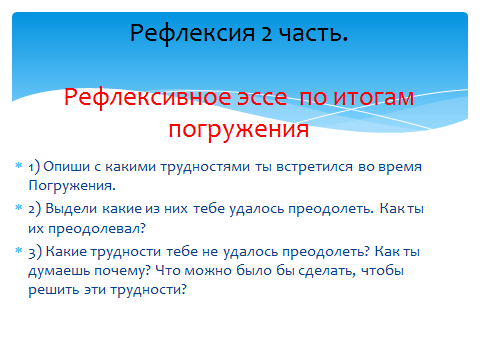 Рефлексия 2 часть.
Рефлексивное эссе по итогам
погружения
1) Опиши с какими трудностями ты встретился во время
Погружения.
2) Выдели какие из них тебе удалось преодолеть. Как ты
их преодолевал?
3) Какие трудности тебе не удалось преодолеть? Как ты
думаешь почему? Что можно было бы сделать, чтобы
решить эти трудности?